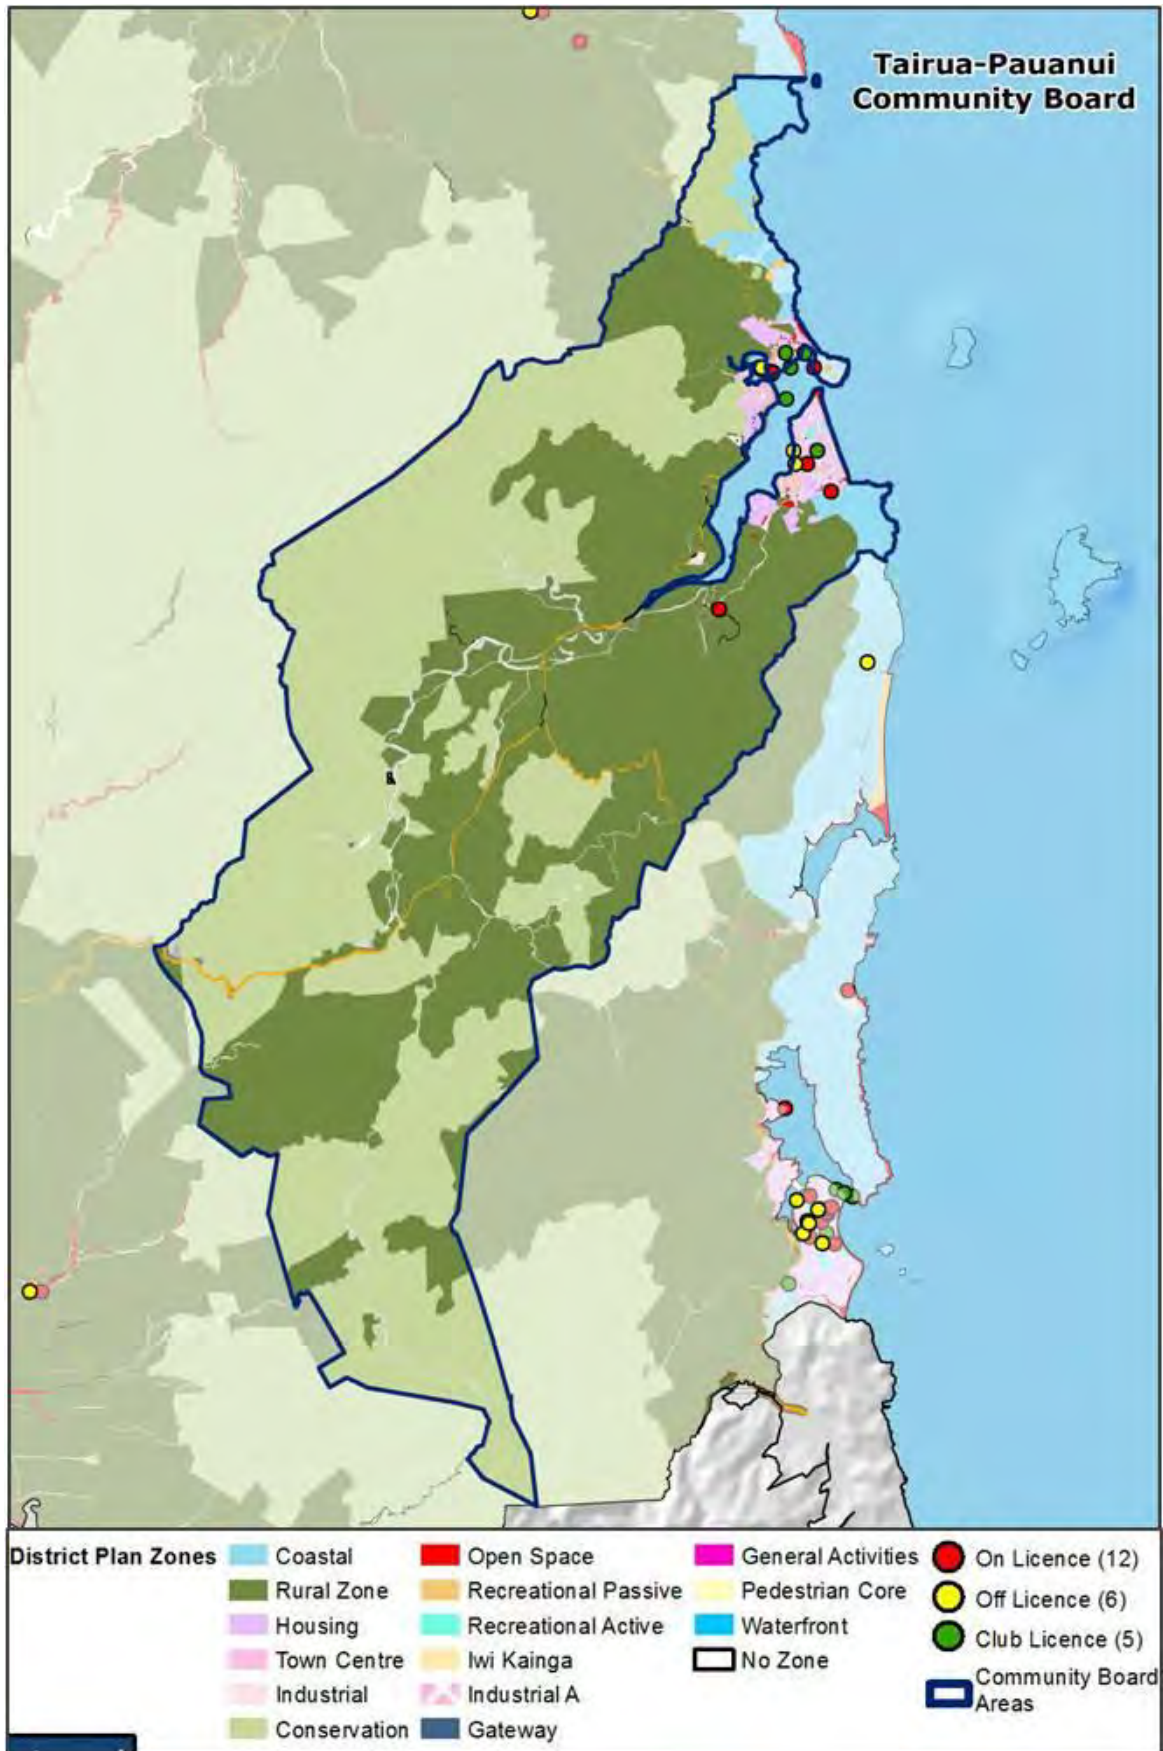 Tairua-Pauanui
Community Board
District Plan Zones
Coastal
Rural Zone
Housing
Town Centre
Industrial
Conservation
Open Space
Recreational Passive
Recreational Active
Iwi Kainga
Industrial A
Gateway
General Activities
Pedestrian Core
Waterfront
No Zone
On Licence (12)
Off Licence (6)
Club Licence (5)
Community Board
Areas